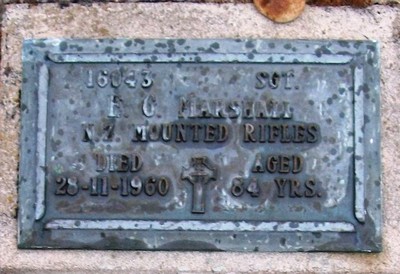 16043 SGT.
F. G. MARSHALL
N.Z. MOUNTED RIFLES
DIED AGED
28-11-1960 84 YRS.